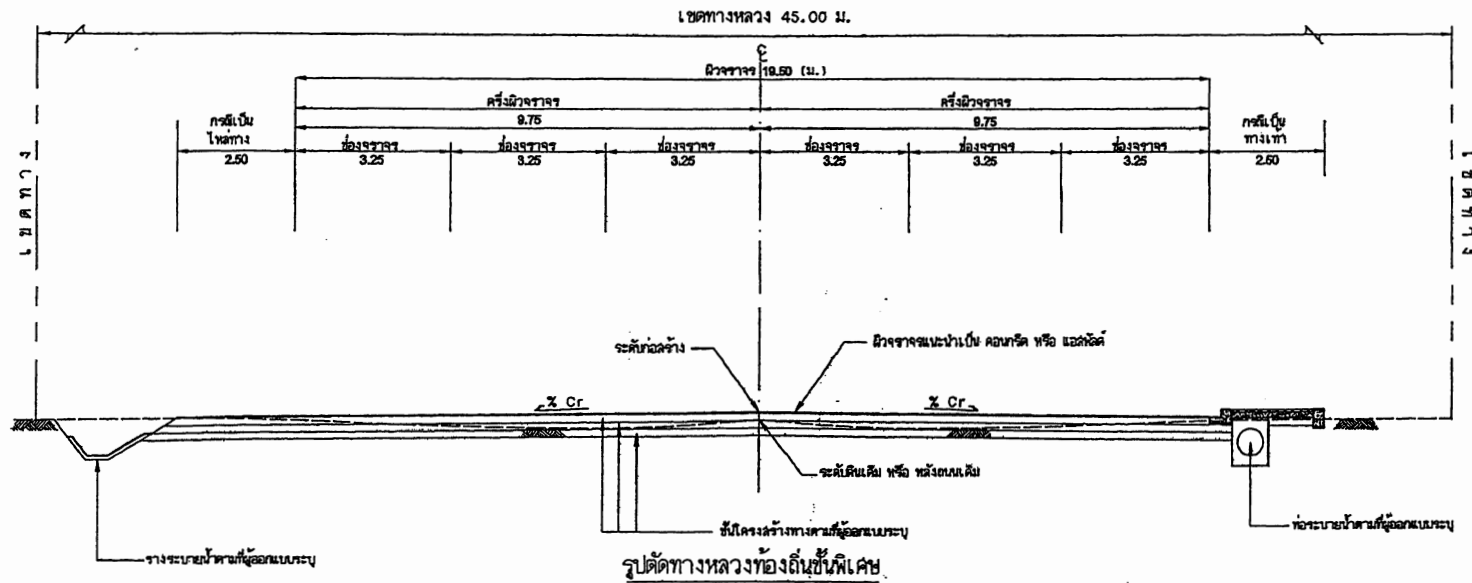 เขตทางหลวง 45.00 ม.
ผิวจราจร 19.50 (ม.)
ครึ่งผิวจราจร ครึ่งผิวจราจร
9.75 9.75
กรณีเป็น
ไหล่ทาง
2.50
ช่องจราจร ช่องจราจร ช่องจราจร ช่องจราจร ช่องจราจร ช่องจราจร
3.25 3.25 3.25 3.25 3.25 3.25
กรณีเป็น
ทางเท้า
2.50
เขตทาง
เขตทาง
ระดับก่อสร้าง
ผิวจราจรแนะนำเป็น คอนกรีต หรือ แอสฟัลต์
% Cr % Cr
ระดับดินเดิม หรือ หลังถนนเดิม
ชั้นโครงสร้างทางตามที่ผู้ออกแบบระบุ
ท่อระบายน้ำตามที่ผู้ออกแบบระบุ
รางระบายน้ำตามที่ผู้ออกแบบระบุ
รูปตัดทางหลวงท้องถิ่นชั้นพิเศษ